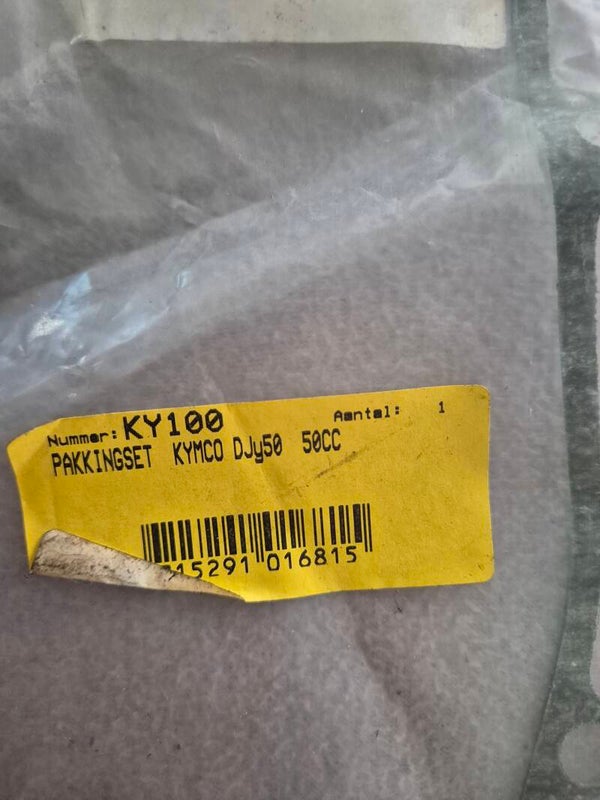 Nummer: KY100 Aantal: 1
PAKKINGSET KYMCO DJy50 50CC
15291 016815